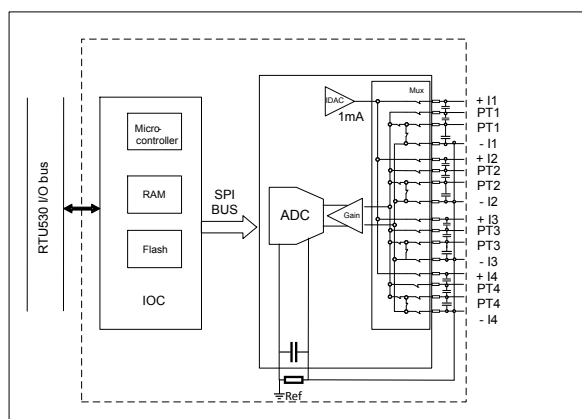 RTU530 I/O bus
Micro-
controller
RAM
Flash
IOC
SPI
BUS
IDAC
1mA
Mux
ADC
Gain
Ref
+ I1
PT1
PT1
- I1
+ I2
PT2
PT2
- I2
+ I3
PT3
PT3
- I3
+ I4
PT4
PT4
- I4